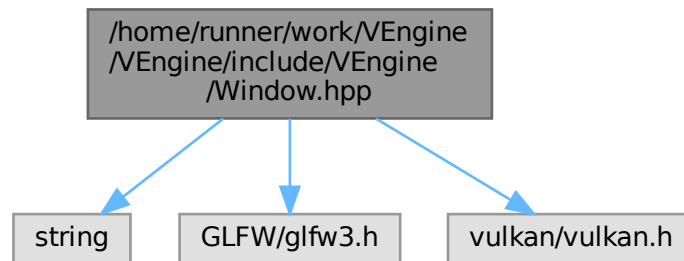 /home/runner/work/VEngine
/VEngine/include/VEngine
/Window.hpp
string
GLFW/glfw3.h
vulkan/vulkan.h